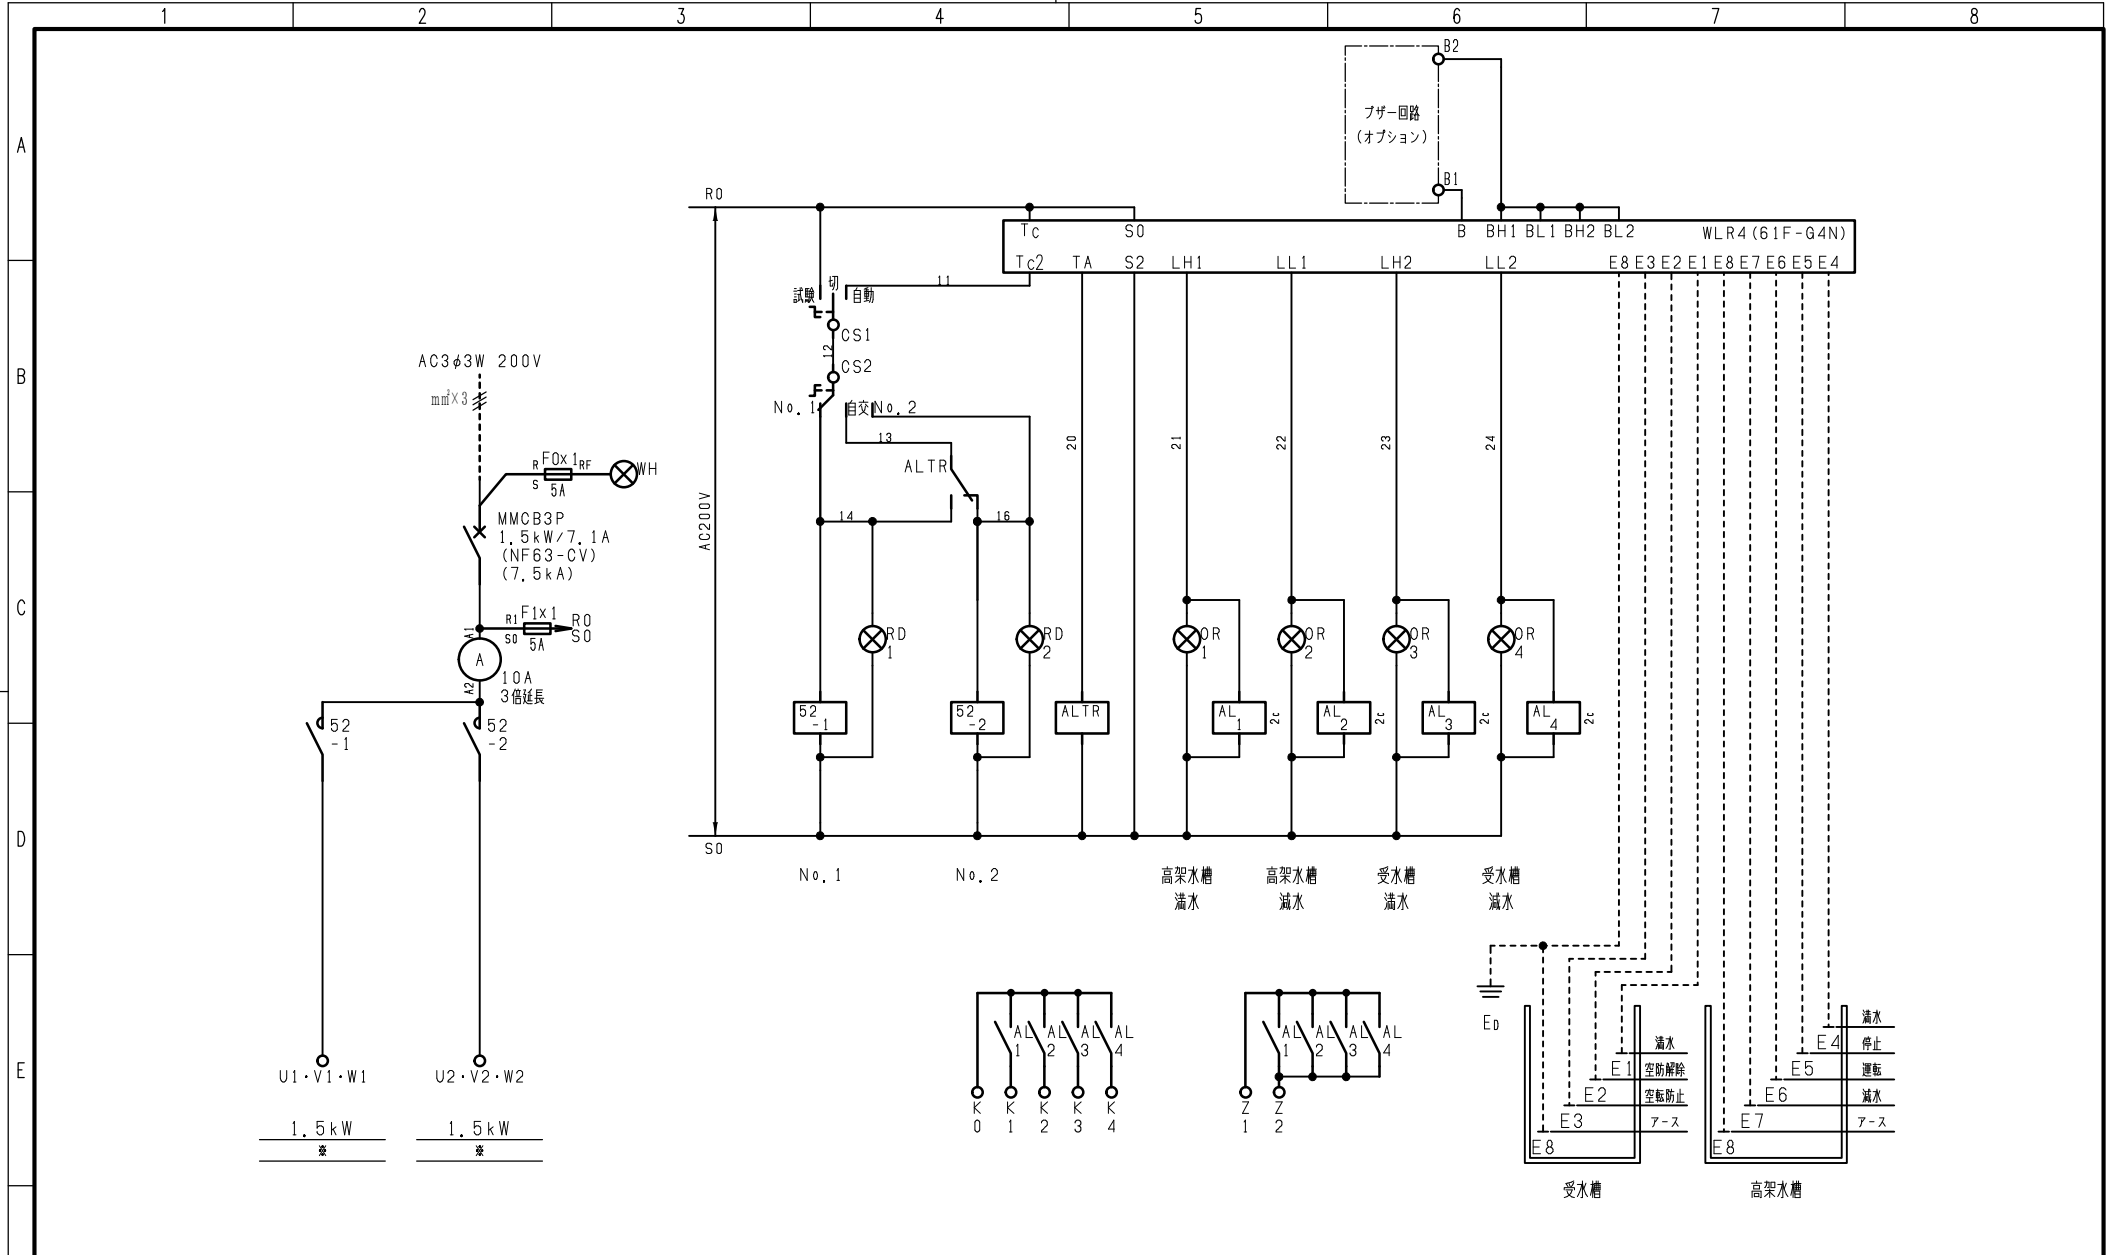 1 2 3 4 5 6 7 8
A
B
C
D
E
B2
ブザー回路
(オプション)
B1
R0
Tc S0 B BH1 BL1 BH2 BL2 WLR4(61F-G4N)
Tc2 TA S2 LH1 LL1 LH2 LL2 E8 E3 E2 E1 E8 E7 E6 E5 E4
試験 切 自動 11
CS1
12
CS2
No.1 自交 No.2
13
ALTR
14 16
20 21 22 23 24
AC200V
AC3φ3W 200V
mm²×3
R F0x1 RF WH
S 5A
MMCB3P
1.5kW/7.1A
(NF63-CV)
(7.5kA)
R1 F1x1 R0
S0 5A S0
A1
A
A2
10A
3倍延長
52
-1
52
-2
RD
1
RD
2
OR
1
OR
2
OR
3
OR
4
52
-1
52
-2
ALTR
AL
1
2c
AL
2
2c
AL
3
2c
AL
4
2c
S0
No.1 No.2
高架水槽
満水
高架水槽
減水
受水槽
満水
受水槽
減水
U1・V1・W1 U2・V2・W2
1.5kW 1.5kW
※ ※
AL
1
AL
2
AL
3
AL
4
K
0
K
1
K
2
K
3
K
4
AL
1
AL
2
AL
3
AL
4
Z
1
Z
2
ED
満水
E1 空防解除
E2 空転防止
E3 アース
E8
受水槽
満水
E4 停止
E5 運転
E6 減水
E7 アース
E8
高架水槽